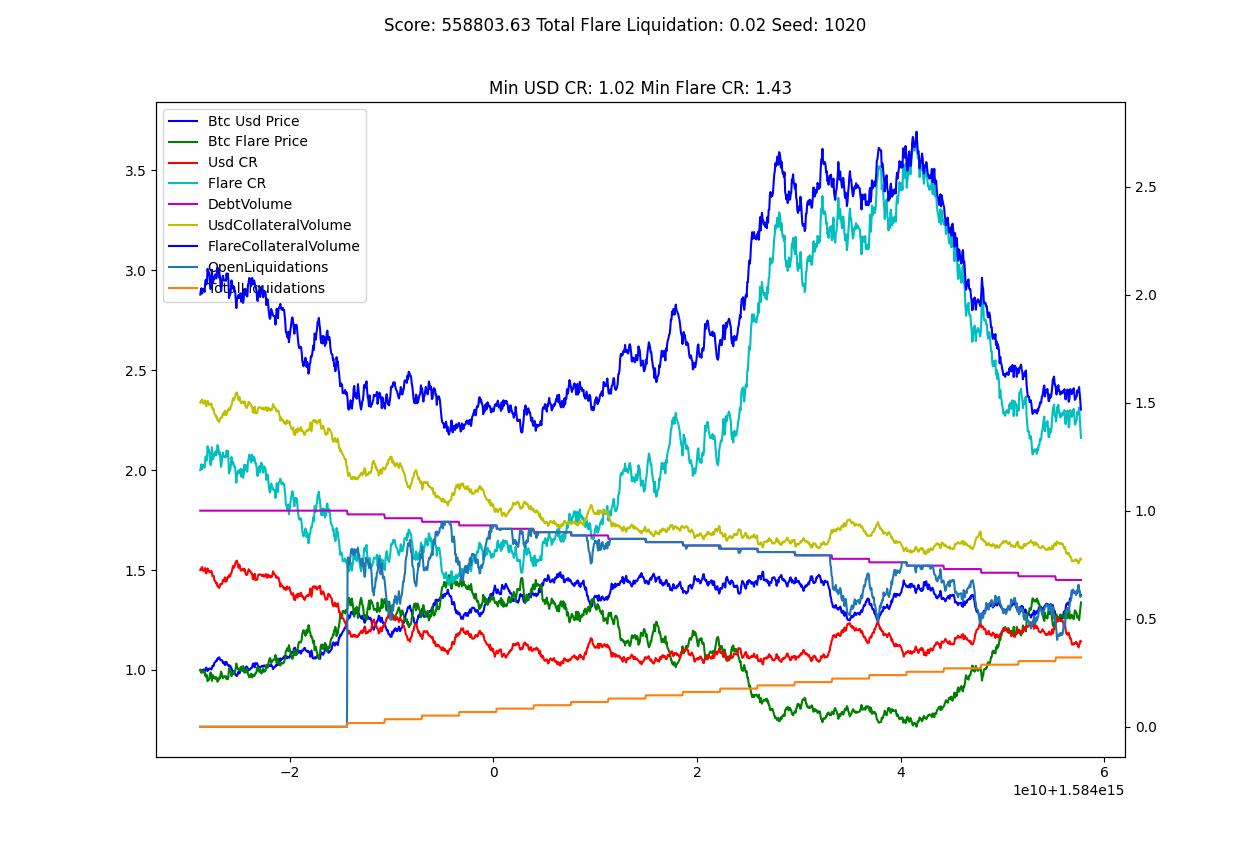 Score: 558803.63 Total Flare Liquidation: 0.02 Seed: 1020
Min USD CR: 1.02 Min Flare CR: 1.43
Btc Usd Price
Btc Flare Price
Usd CR
Flare CR
DebtVolume
UsdCollateralVolume
FlareCollateralVolume
OpenLiquidations
TotalLiquidations
3.5
3.0
2.5
2.0
1.5
1.0
2.5
2.0
1.5
1.0
0.5
0.0
−2
0
2
4
6
1e10+1.584e15